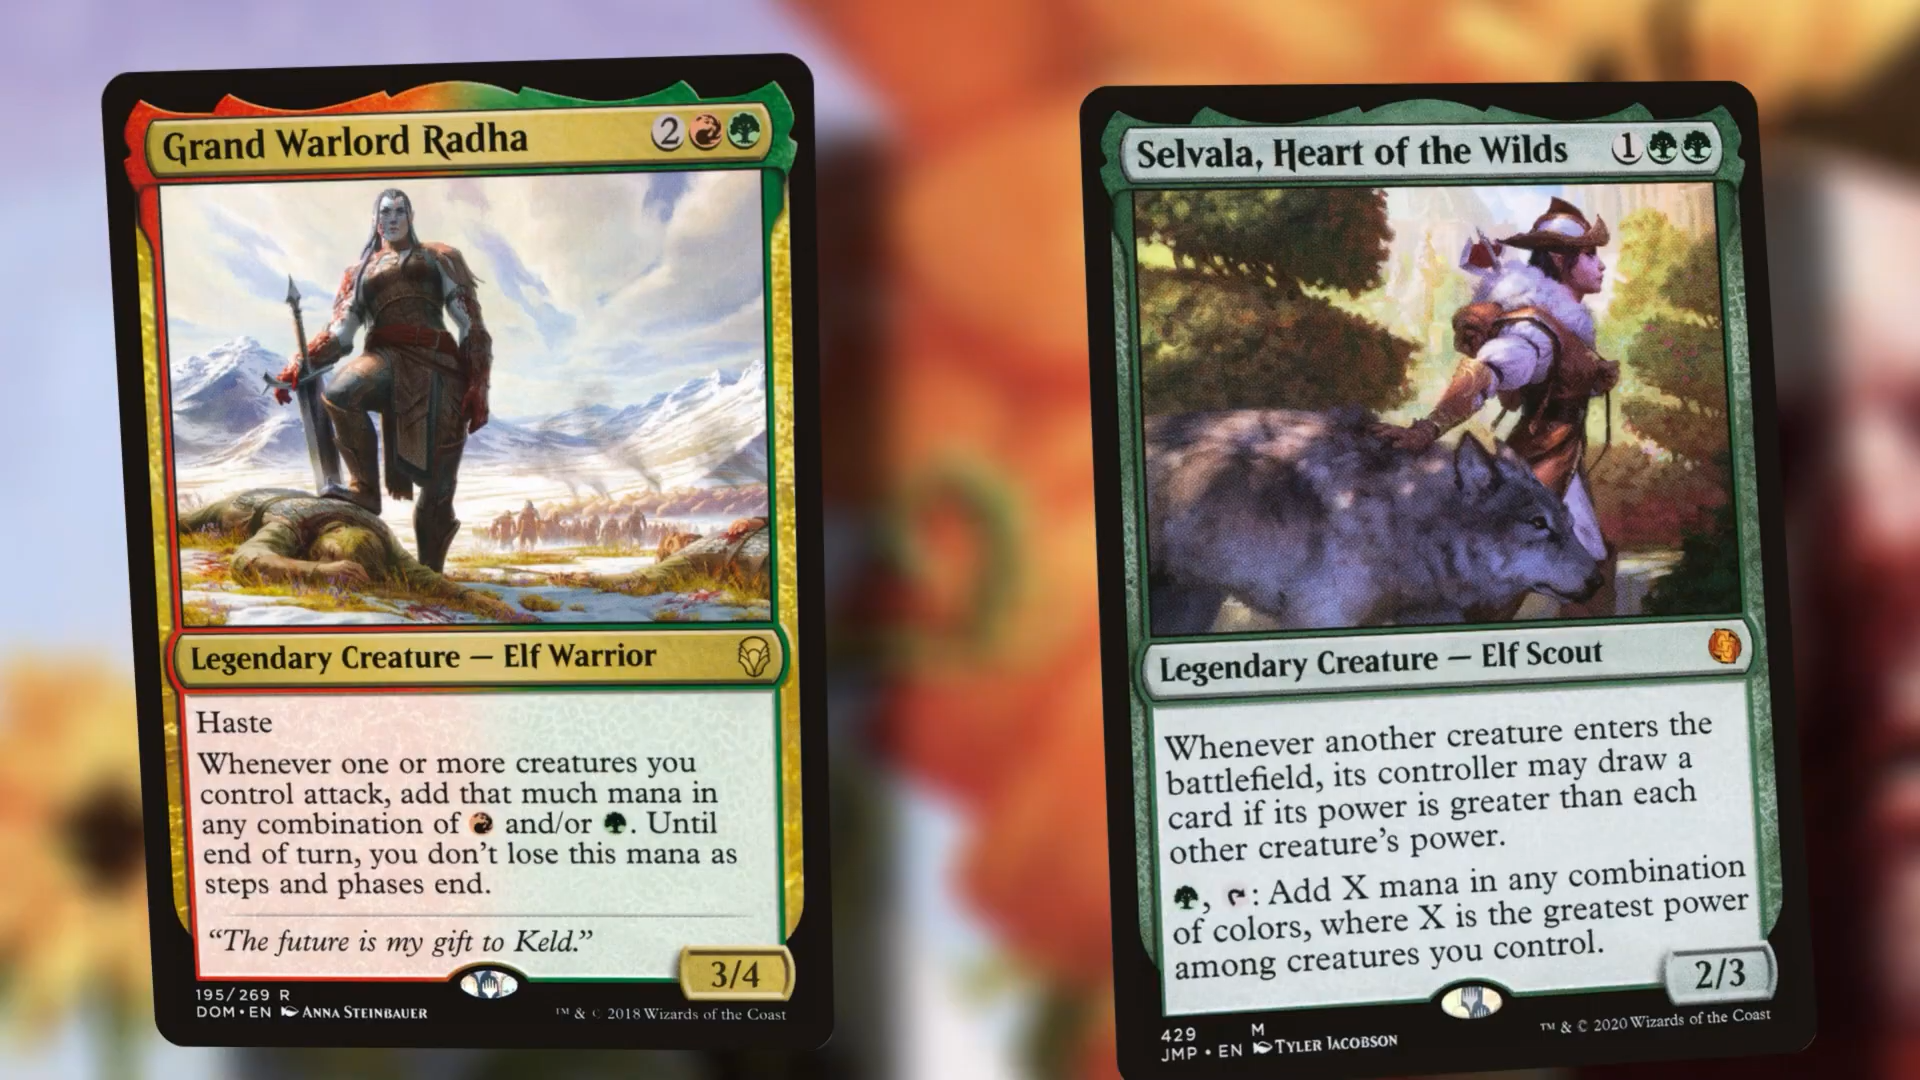 Grand Warlord Radha 2
Legendary Creature — Elf Warrior
Haste
Whenever one or more creatures you
control attack, add that much mana in
any combination of and/or . Until
end of turn, you don't lose this mana as
steps and phases end.
“The future is my gift to Keld.”
3/4
195/269 R
DOM • EN ANNA STEINBAUER
™ & © 2018 Wizards of the Coast
Selvala, Heart of the Wilds 1
Legendary Creature — Elf Scout
Whenever another creature enters the
battlefield, its controller may draw a
card if its power is greater than each
other creature's power.
, : Add X mana in any combination
of colors, where X is the greatest power
among creatures you control.
2/3
429 M
JMP • EN TYLER JACOBSON
™ & © 2020 Wizards of the Coast